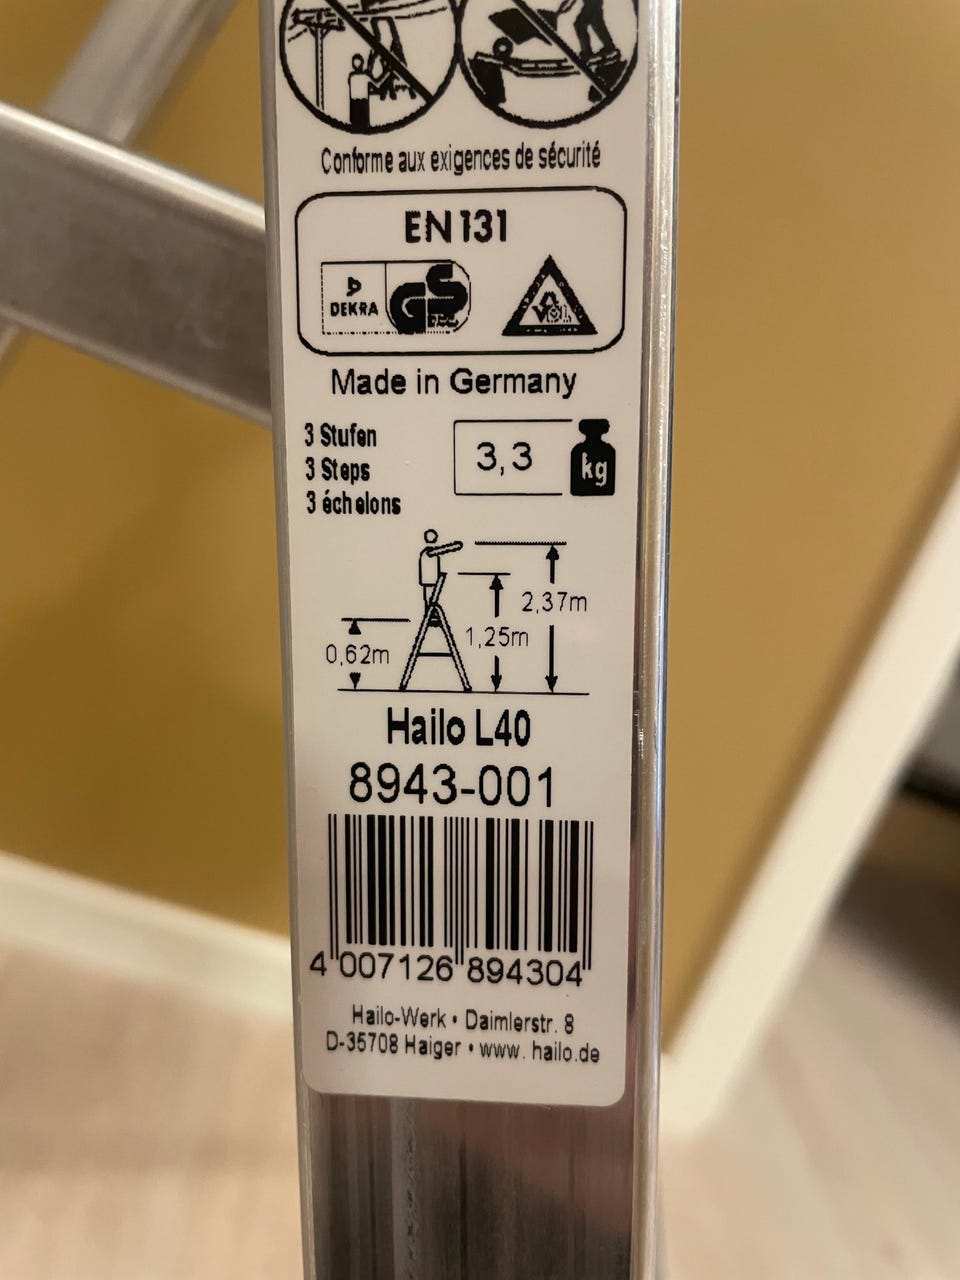 Conforme aux exigences de sécurité
EN 131
DEKRA
GS
Made in Germany
3 Stufen
3 Steps
3 échelons
3,3
kg
2,37m
1,25m
0,62m
Hailo L40
8943-001
4 007126 894304
Hailo-Werk • Daimlerstr. 8
D-35708 Haiger • www. hailo.de